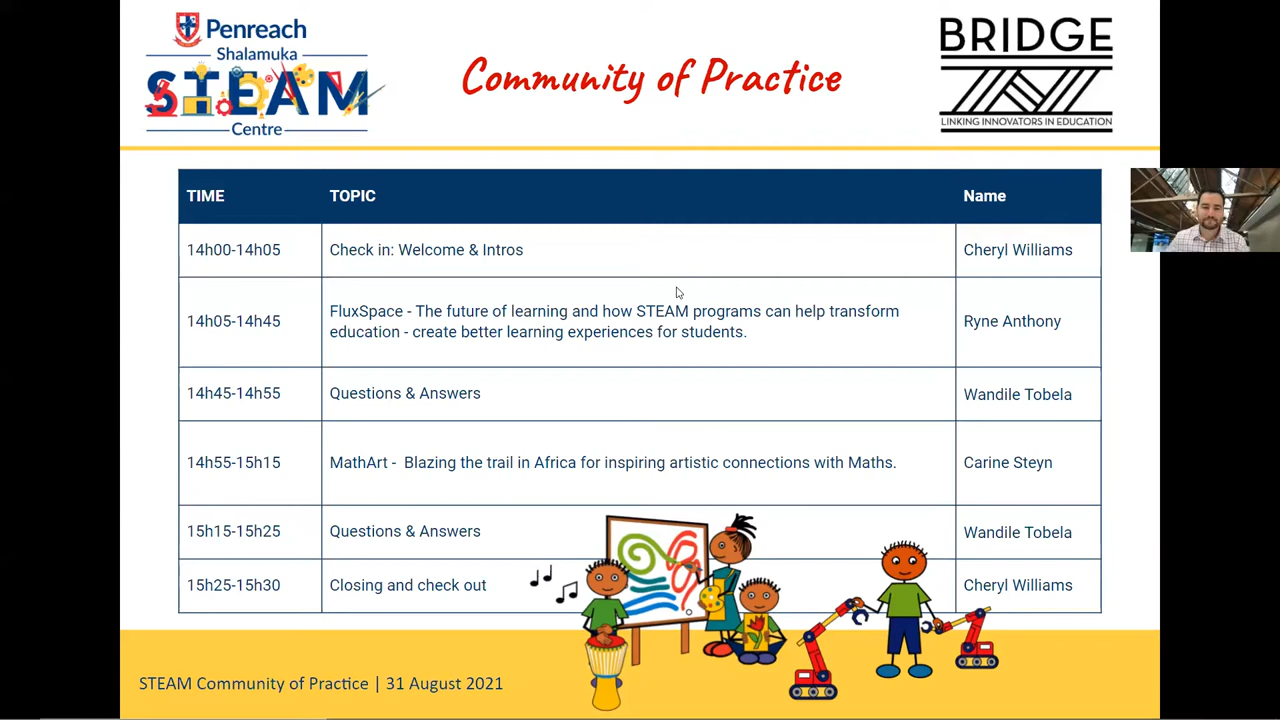 Penreach
Shalamuka
STEAM
Centre
Community of Practice
BRIDGE
LINKING INNOVATORS IN EDUCATION
TIME TOPIC Name
14h00-14h05 Check in: Welcome & Intros Cheryl Williams
14h05-14h45 FluxSpace - The future of learning and how STEAM programs can help transform
education - create better learning experiences for students. Ryne Anthony
14h45-14h55 Questions & Answers Wandile Tobela
14h55-15h15 MathArt - Blazing the trail in Africa for inspiring artistic connections with Maths. Carine Steyn
15h15-15h25 Questions & Answers Wandile Tobela
15h25-15h30 Closing and check out Cheryl Williams
STEAM Community of Practice | 31 August 2021